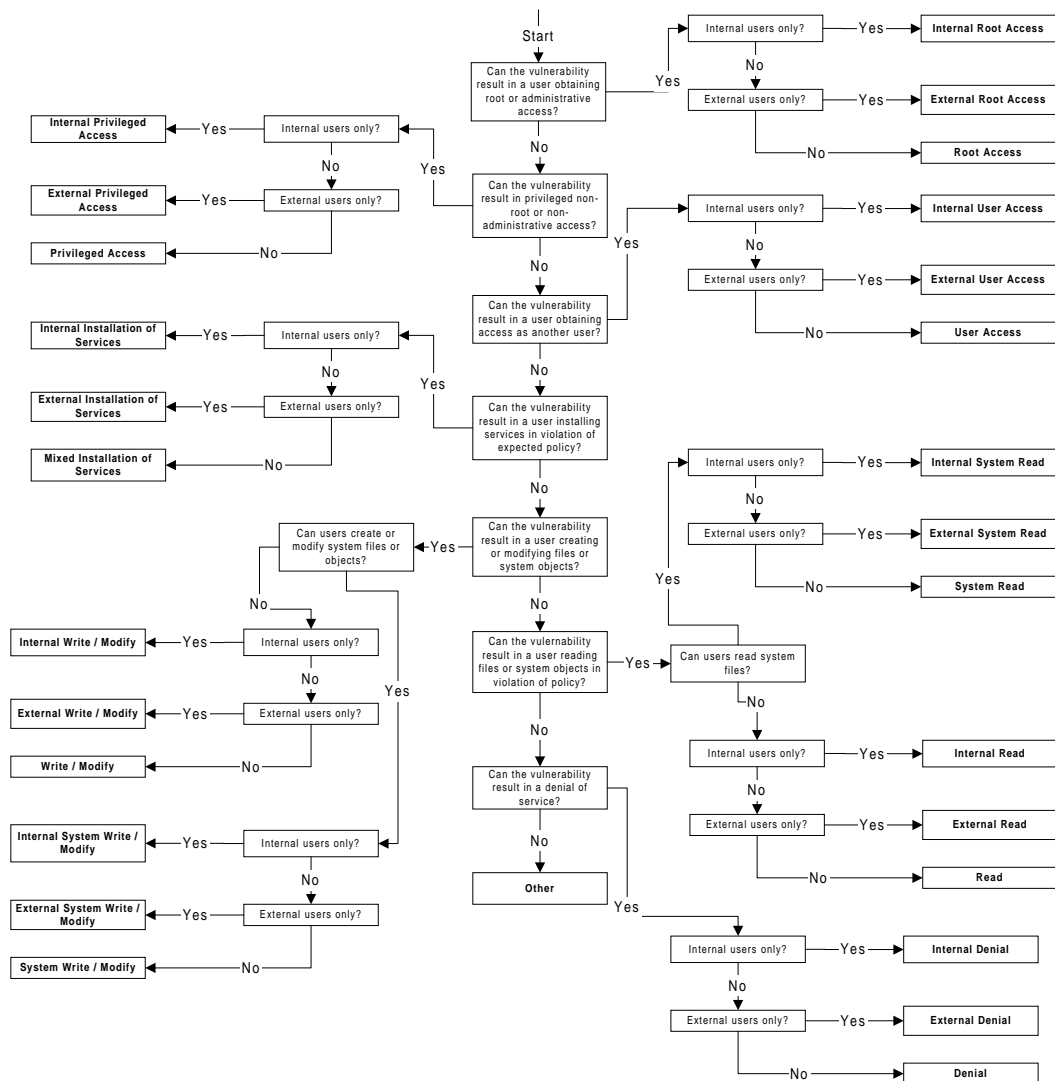 Start
Can the vulnerability
result in a user obtaining
root or administrative
access?
Yes
Internal users only?
Yes
Internal Root Access
No
External users only?
Yes
External Root Access
No
Root Access
No
Can the vulnerability
result in privileged non-
root or non-
administrative access?
Yes
Internal users only?
Yes
Internal Privileged
Access
No
External users only?
Yes
External Privileged
Access
No
Privileged Access
No
Can the vulnerability
result in a user obtaining
access as another user?
Yes
Internal users only?
Yes
Internal User Access
No
External users only?
Yes
External User Access
No
User Access
No
Can the vulnerability
result in a user installing
services in violation of
expected policy?
Yes
Internal users only?
Yes
Internal Installation of
Services
No
External users only?
Yes
External Installation of
Services
No
Mixed Installation of
Services
No
Can the vulnerability
result in a user creating
or modifying files or
system objects?
Yes
Can users create or
modify system files or
objects?
No
Internal users only?
Yes
Internal Write / Modify
No
External users only?
Yes
External Write / Modify
No
Write / Modify
Yes
Internal users only?
Yes
Internal System Write /
Modify
No
External users only?
Yes
External System Write /
Modify
No
System Write / Modify
No
Can the vulernability
result in a user reading
files or system objects in
violation of policy?
Yes
Can users read system
files?
Yes
Internal users only?
Yes
Internal System Read
No
External users only?
Yes
External System Read
No
System Read
No
Internal users only?
Yes
Internal Read
No
External users only?
Yes
External Read
No
Read
No
Can the vulnerability
result in a denial of
service?
No
Other
Yes
Internal users only?
Yes
Internal Denial
No
External users only?
Yes
External Denial
No
Denial